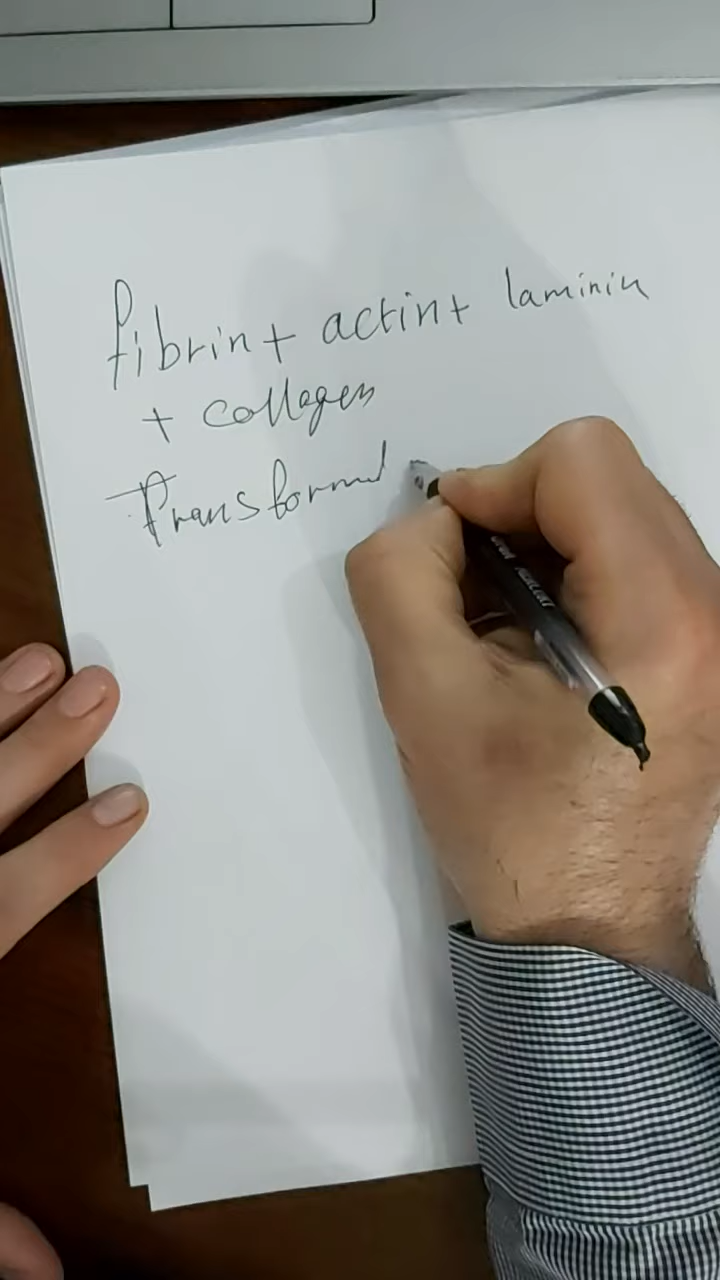 fibrin + actin + laminin
+ collagen
Transformed